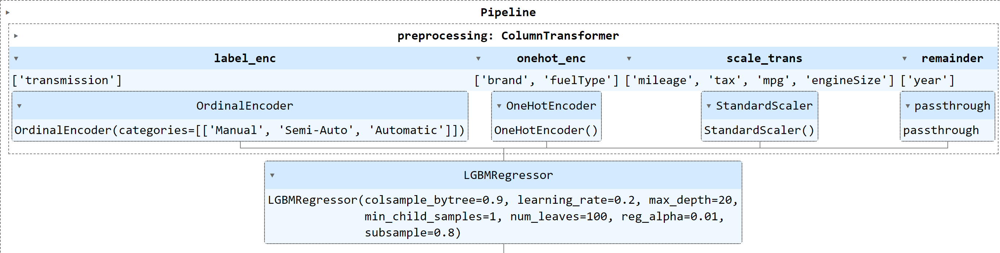 Pipeline
preprocessing: ColumnTransformer
label_enc onehot_enc scale_trans remainder
['transmission'] ['brand', 'fuelType'] ['mileage', 'tax', 'mpg', 'engineSize'] ['year']
OrdinalEncoder OneHotEncoder StandardScaler passthrough
OrdinalEncoder(categories=[['Manual', 'Semi-Auto', 'Automatic']]) OneHotEncoder() StandardScaler() passthrough
LGBMRegressor
LGBMRegressor(colsample_bytree=0.9, learning_rate=0.2, max_depth=20,
min_child_samples=1, num_leaves=100, reg_alpha=0.01,
subsample=0.8)